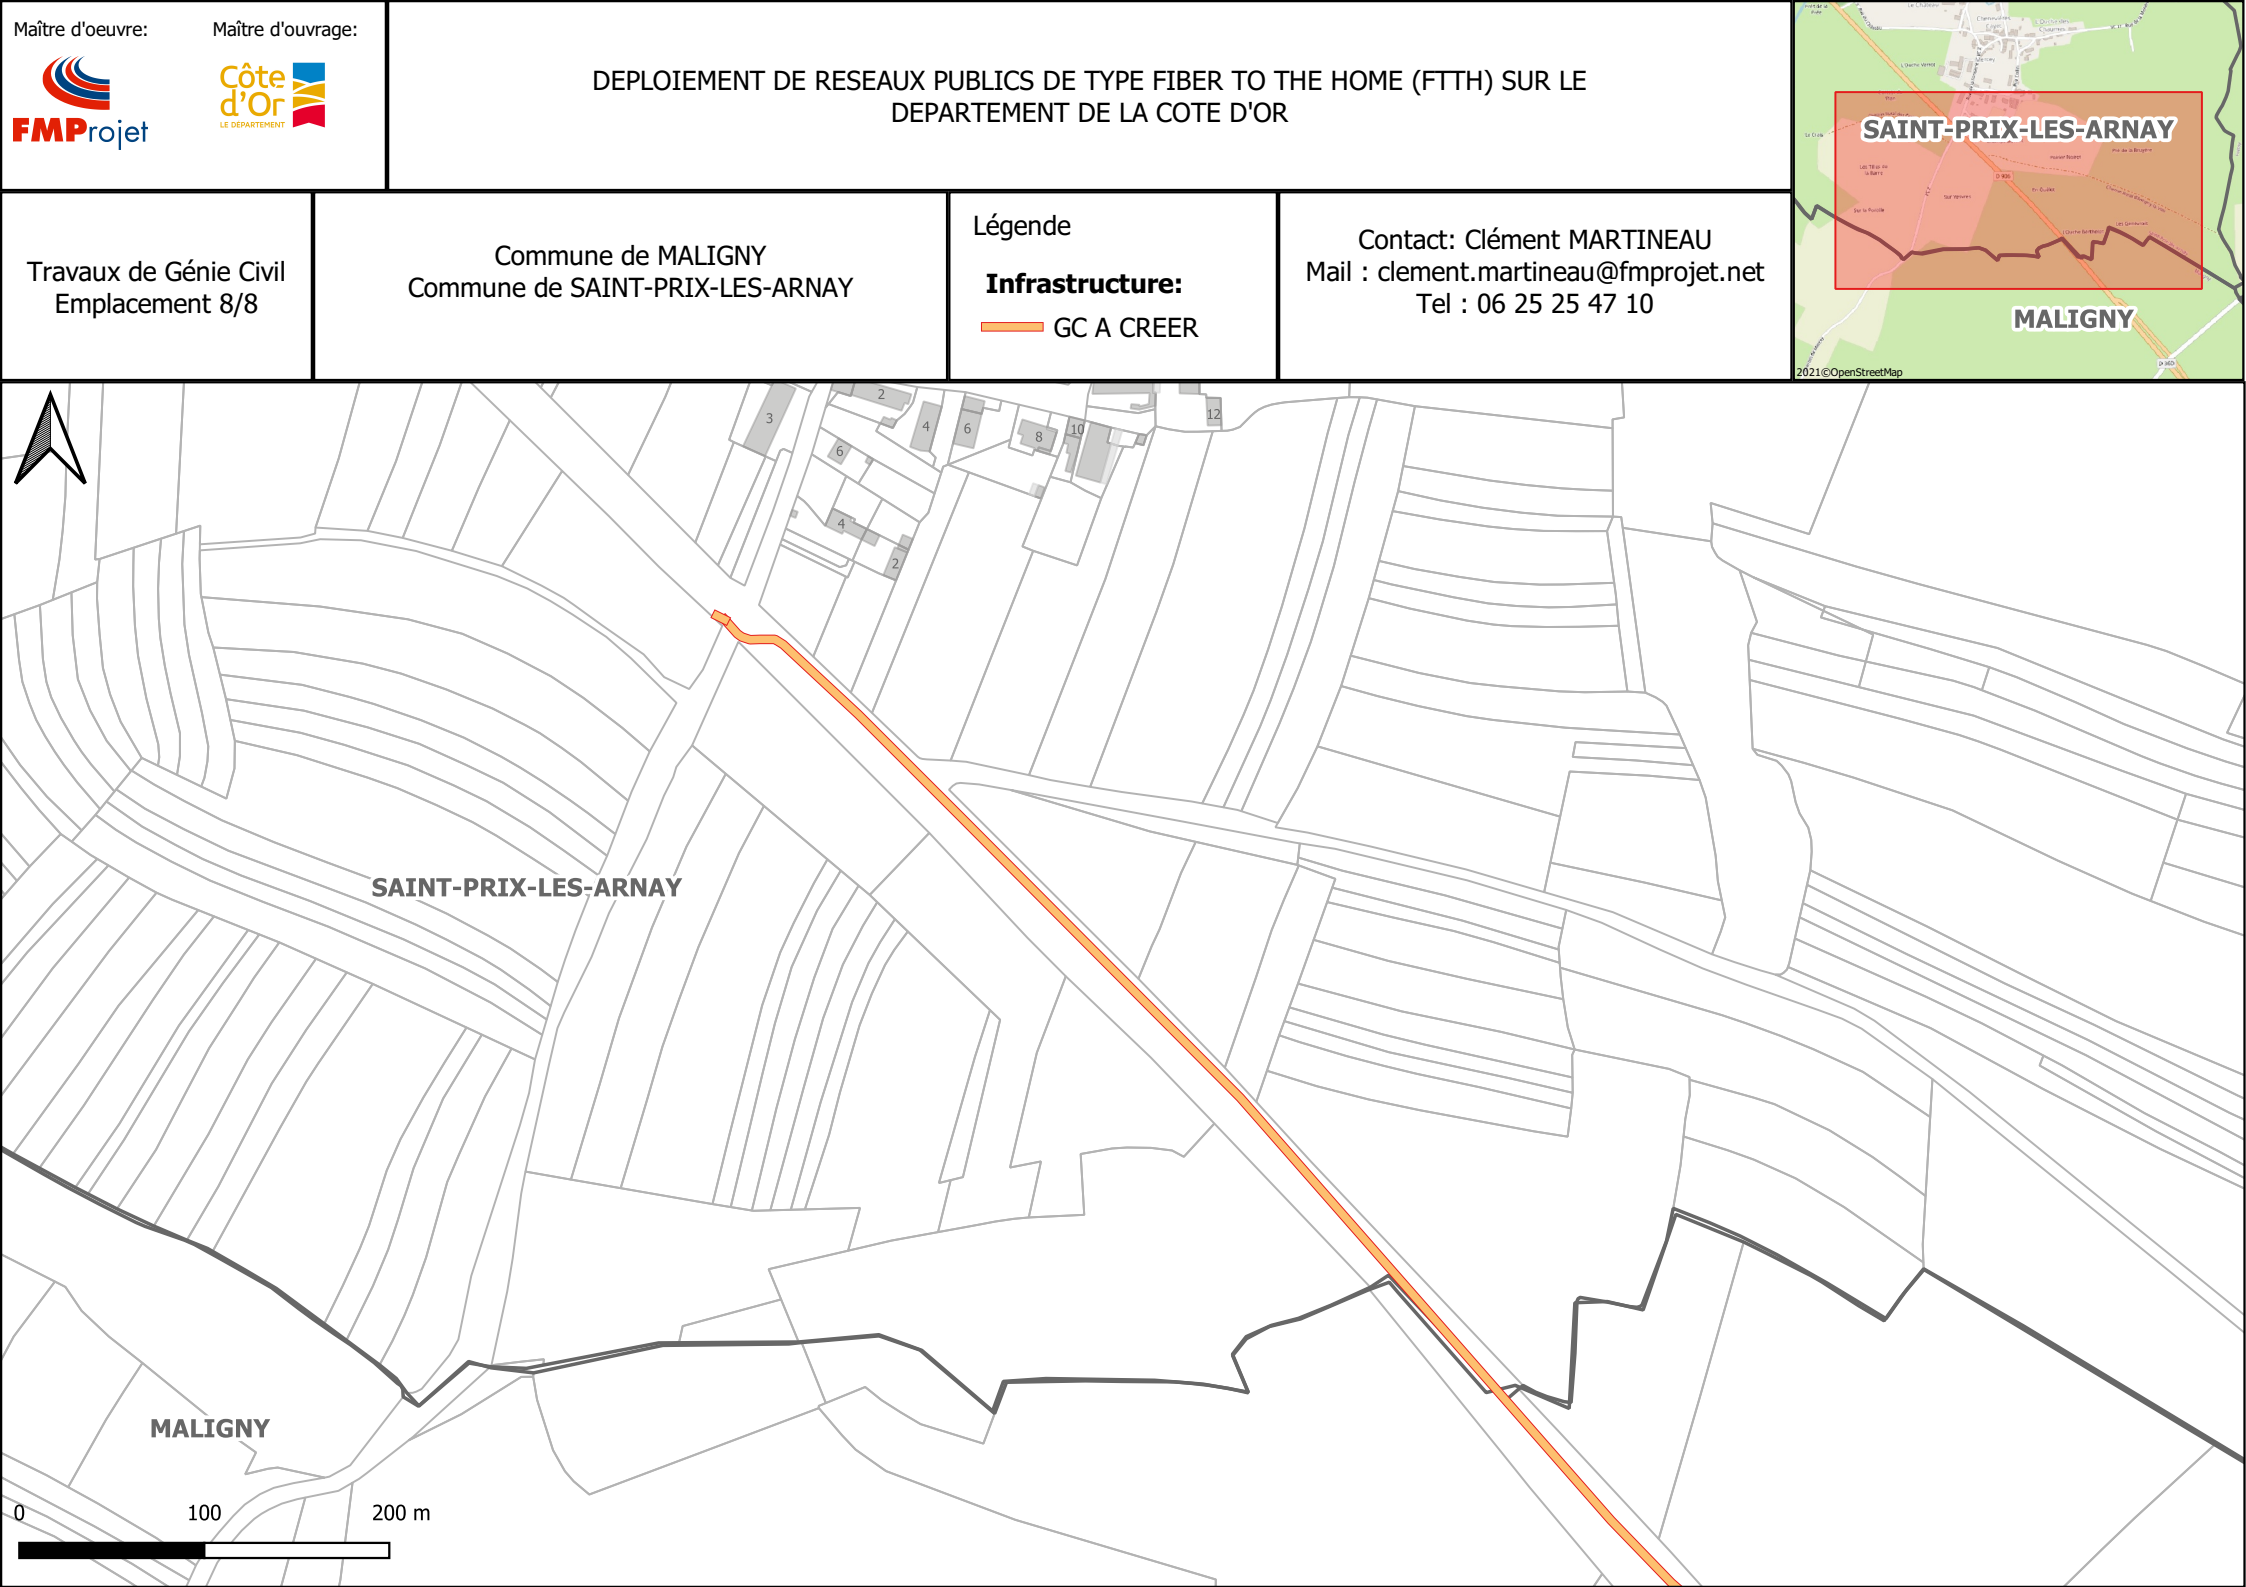 Maître d'oeuvre:
Maître d'ouvrage:
FMProjet
Côte
d'Or
LE DÉPARTEMENT
DEPLOIEMENT DE RESEAUX PUBLICS DE TYPE FIBER TO THE HOME (FTTH) SUR LE
DEPARTEMENT DE LA COTE D'OR
Travaux de Génie Civil
Emplacement 8/8
Commune de MALIGNY
Commune de SAINT-PRIX-LES-ARNAY
Légende
Infrastructure:
GC A CREER
Contact: Clément MARTINEAU
Mail : clement.martineau@fmprojet.net
Tel : 06 25 25 47 10
SAINT-PRIX-LES-ARNAY
D 906
MALIGNY
2021©OpenStreetMap
3
2
4
6
8
10
12
6
4
2
SAINT-PRIX-LES-ARNAY
MALIGNY
0 100 200 m